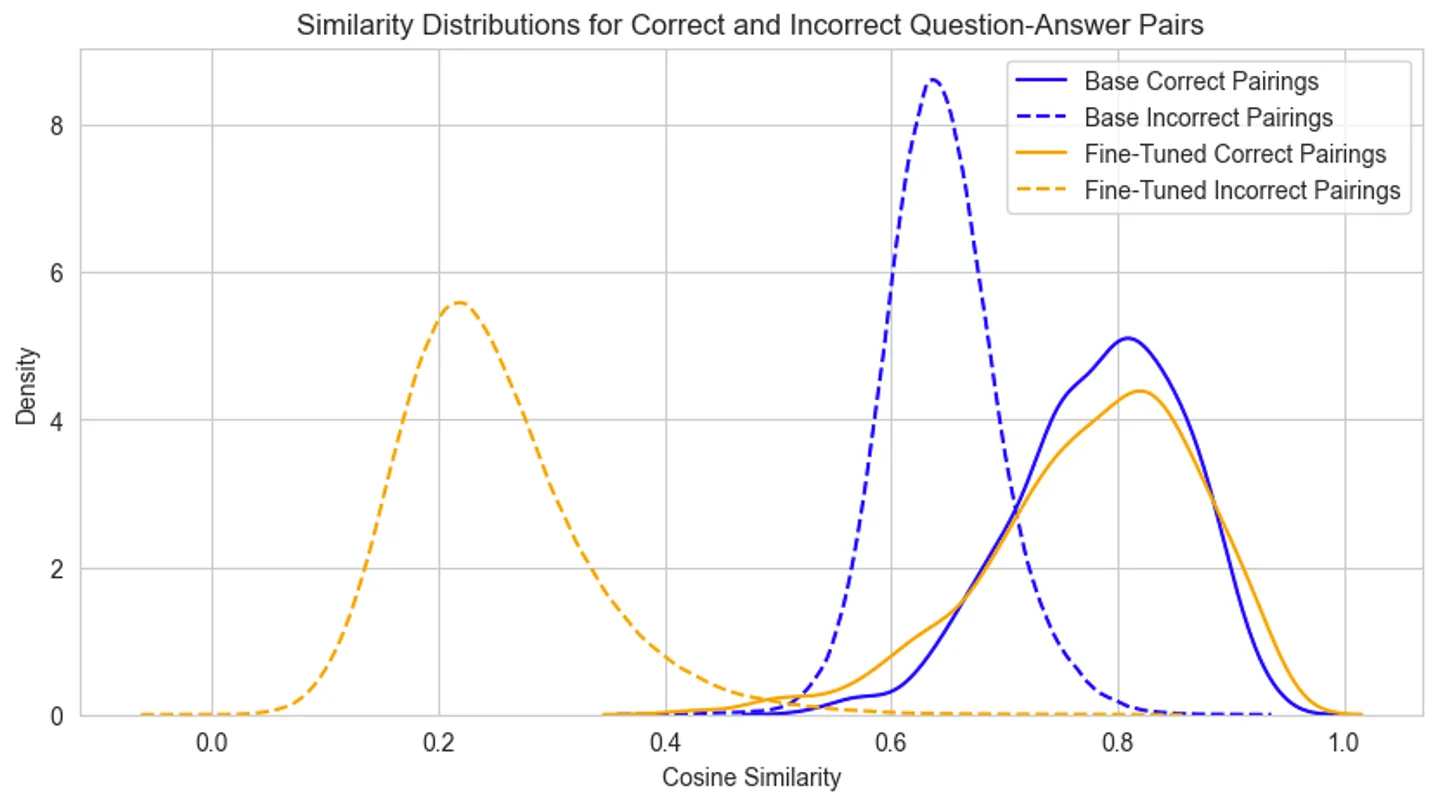 Similarity Distributions for Correct and Incorrect Question-Answer Pairs
Base Correct Pairings
Base Incorrect Pairings
Fine-Tuned Correct Pairings
Fine-Tuned Incorrect Pairings
Density
8
6
4
2
0
0.0 0.2 0.4 0.6 0.8 1.0
Cosine Similarity